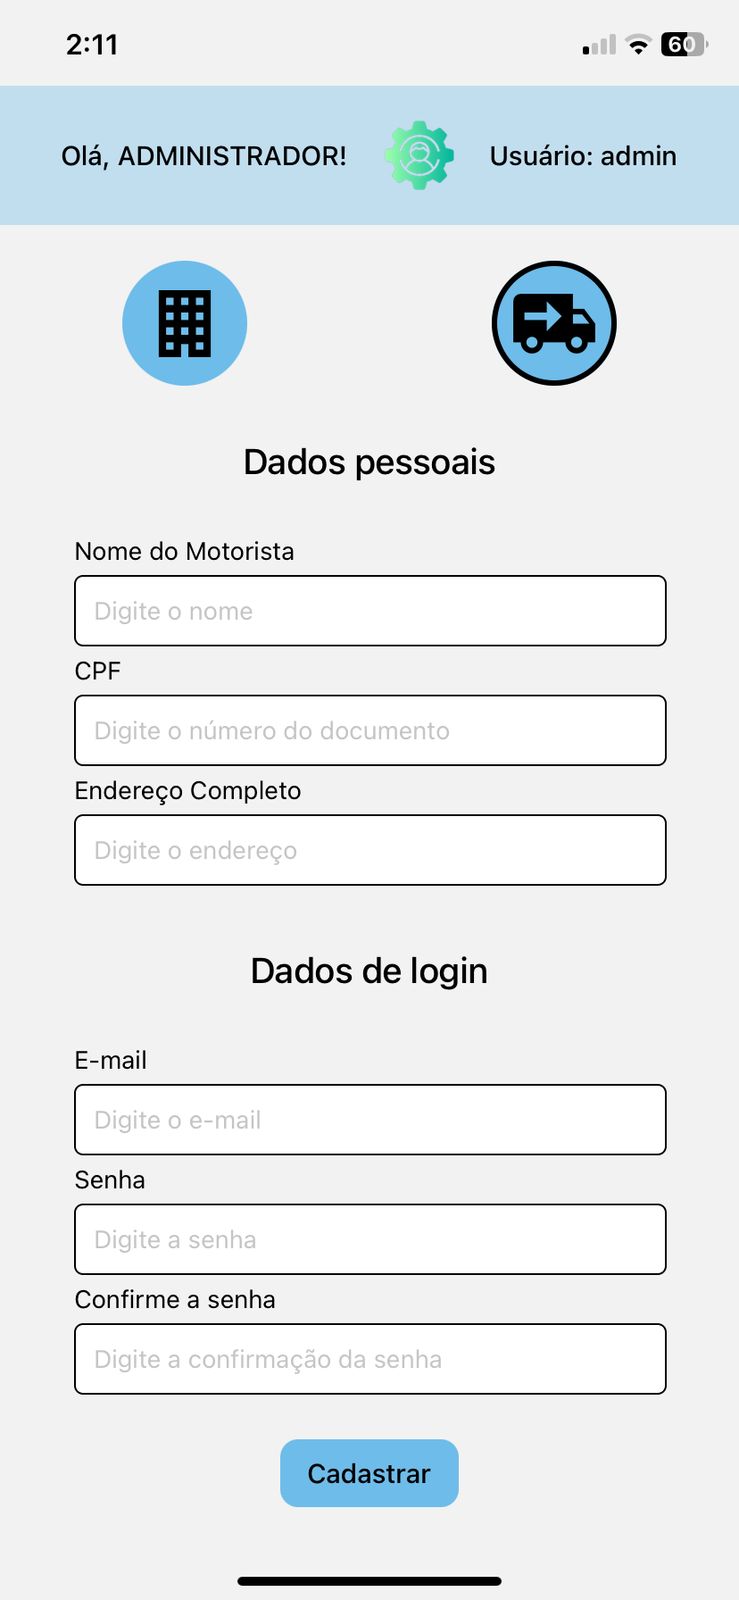 2:11
60
Olá, ADMINISTRADOR!
Usuário: admin
Dados pessoais
Nome do Motorista
Digite o nome
CPF
Digite o número do documento
Endereço Completo
Digite o endereço
Dados de login
E-mail
Digite o e-mail
Senha
Digite a senha
Confirme a senha
Digite a confirmação da senha
Cadastrar